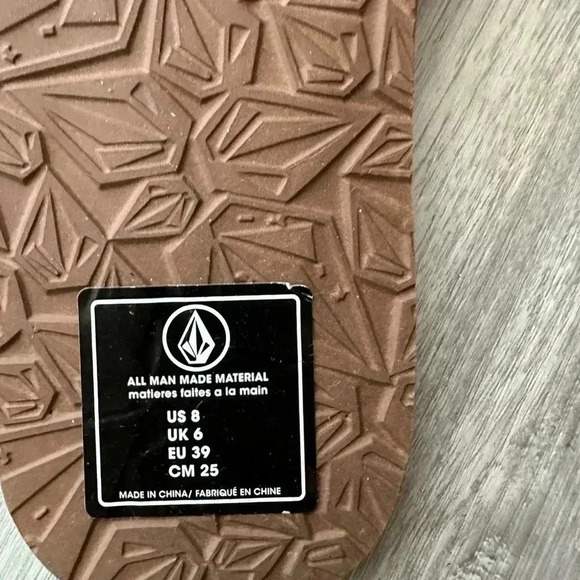 ALL MAN MADE MATERIAL
matieres faites a la main
US 8
UK 6
EU 39
CM 25
MADE IN CHINA/ FABRIQUÉ EN CHINE